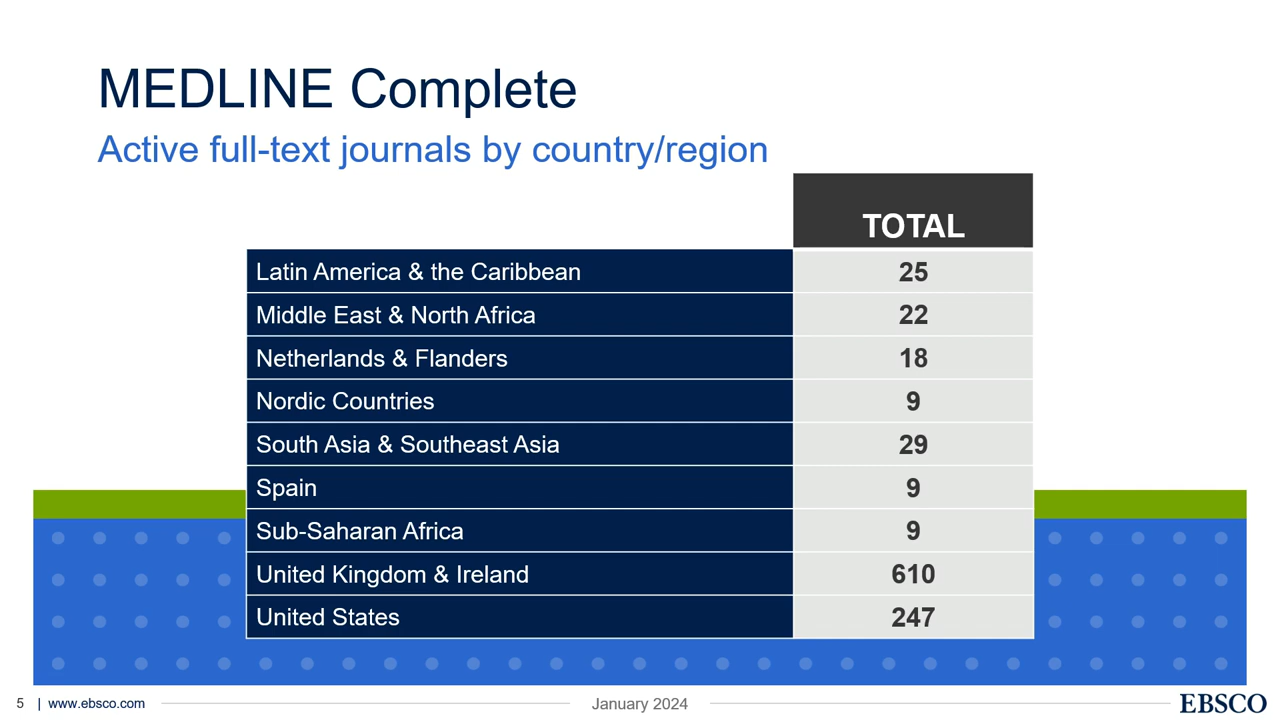 MEDLINE Complete
Active full-text journals by country/region
TOTAL
Latin America & the Caribbean 25
Middle East & North Africa 22
Netherlands & Flanders 18
Nordic Countries 9
South Asia & Southeast Asia 29
Spain 9
Sub-Saharan Africa 9
United Kingdom & Ireland 610
United States 247
5 | www.ebsco.com January 2024 EBSCO